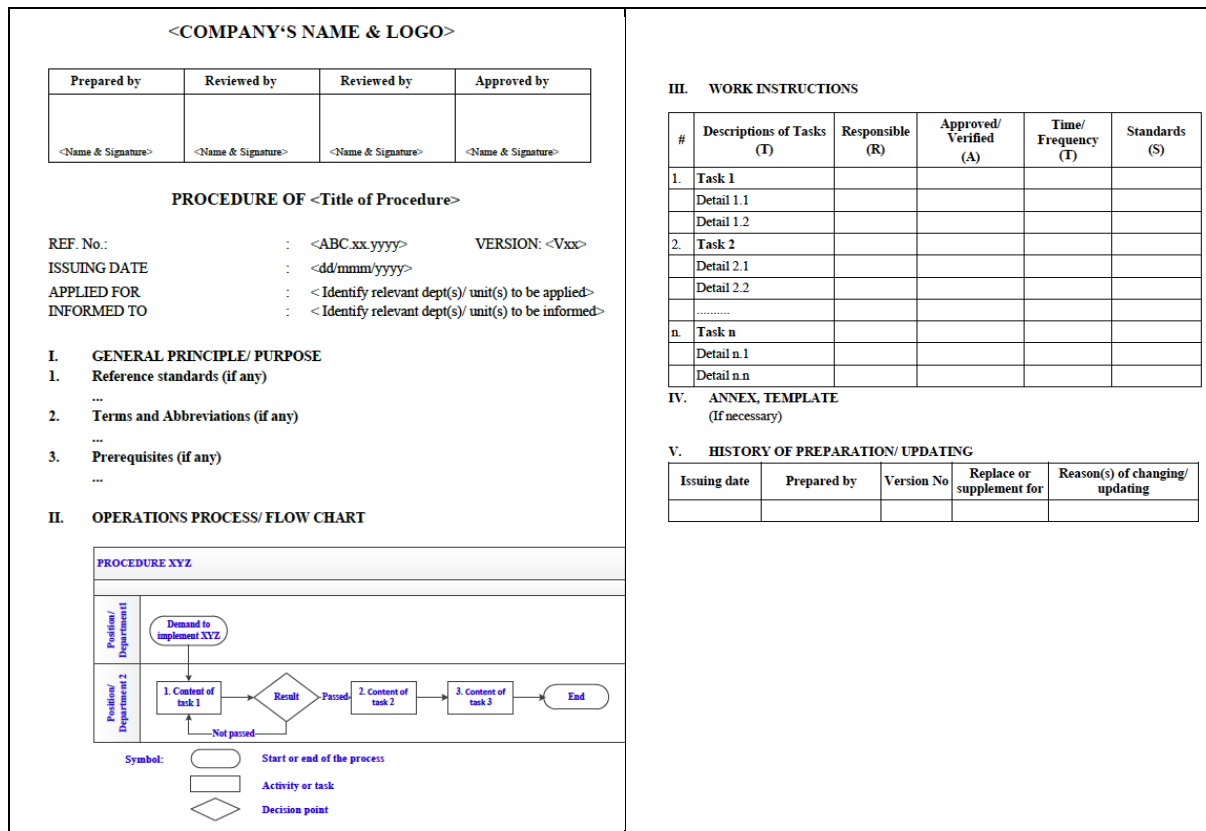 <COMPANY‘S NAME & LOGO>
Prepared by Reviewed by Reviewed by Approved by
<Name & Signature> <Name & Signature> <Name & Signature> <Name & Signature>
PROCEDURE OF <Title of Procedure>
REF. No.: : <ABC.xx.yyyy> VERSION: <Vxx>
ISSUING DATE : <dd/mmm/yyyy>
APPLIED FOR : < Identify relevant dept(s)/ unit(s) to be applied>
INFORMED TO : < Identify relevant dept(s)/ unit(s) to be informed>
I. GENERAL PRINCIPLE/ PURPOSE
1. Reference standards (if any)
...
2. Terms and Abbreviations (if any)
...
3. Prerequisites (if any)
...
II. OPERATIONS PROCESS/ FLOW CHART
PROCEDURE XYZ
Position/
Department1
Demand to
implement XYZ
Position/
Department 2
1. Content of
task 1
Result
Passed
2. Content of
task 2
3. Content of
task 3
End
Not passed
Symbol: Start or end of the process
Activity or task
Decision point
III. WORK INSTRUCTIONS
# Descriptions of Tasks (T) Responsible (R) Approved/ Verified (A) Time/ Frequency (T) Standards (S)
1. Task 1
Detail 1.1
Detail 1.2
2. Task 2
Detail 2.1
Detail 2.2
..........
n. Task n
Detail n.1
Detail n.n
IV. ANNEX, TEMPLATE
(If necessary)
V. HISTORY OF PREPARATION/ UPDATING
Issuing date Prepared by Version No Replace or supplement for Reason(s) of changing/ updating